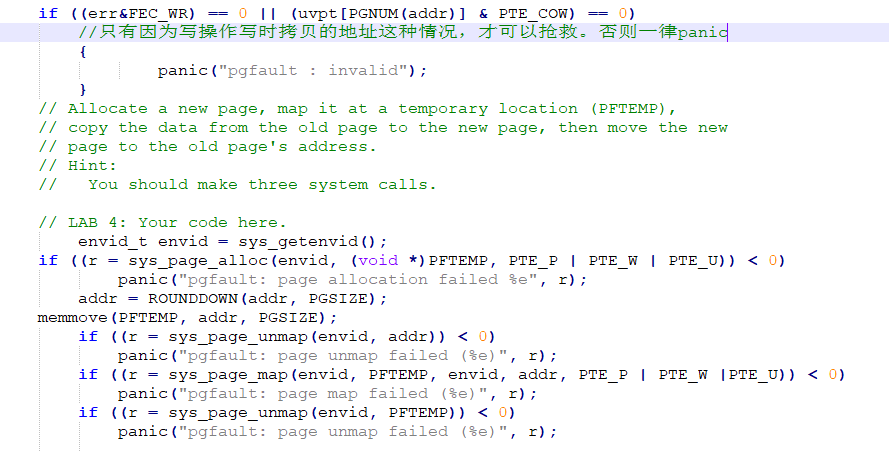 if ((err&FEC_WR) == 0 || (uvpt[PGNUM(addr)] & PTE_COW) == 0)
//只有因为写操作写时拷贝的地址这种情况，才可以抢救。否则一律panic
{
panic("pgfault : invalid");
}
// Allocate a new page, map it at a temporary location (PFTEMP),
// copy the data from the old page to the new page, then move the new
// page to the old page's address.
// Hint:
//   You should make three system calls.
// LAB 4: Your code here.
envid_t envid = sys_getenvid();
if ((r = sys_page_alloc(envid, (void *)PFTEMP, PTE_P | PTE_W | PTE_U)) < 0)
panic("pgfault: page allocation failed %e", r);
addr = ROUNDDOWN(addr, PGSIZE);
memmove(PFTEMP, addr, PGSIZE);
if ((r = sys_page_unmap(envid, addr)) < 0)
panic("pgfault: page unmap failed (%e)", r);
if ((r = sys_page_map(envid, PFTEMP, envid, addr, PTE_P | PTE_W |PTE_U)) < 0)
panic("pgfault: page map failed (%e)", r);
if ((r = sys_page_unmap(envid, PFTEMP)) < 0)
panic("pgfault: page unmap failed (%e)", r);